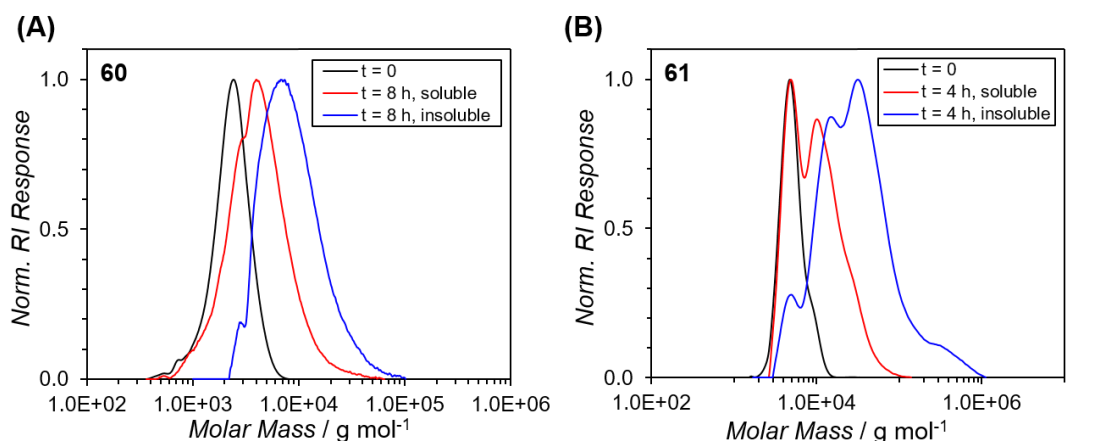 (A)
60
t = 0
t = 8 h, soluble
t = 8 h, insoluble
1.0
0.5
0.0
Norm. RI Response
1.0E+02 1.0E+03 1.0E+04 1.0E+05 1.0E+06
Molar Mass / g mol-1
(B)
61
t = 0
t = 4 h, soluble
t = 4 h, insoluble
1.0
0.5
0.0
Norm. RI Response
1.0E+02 1.0E+04 1.0E+06
Molar Mass / g mol-1